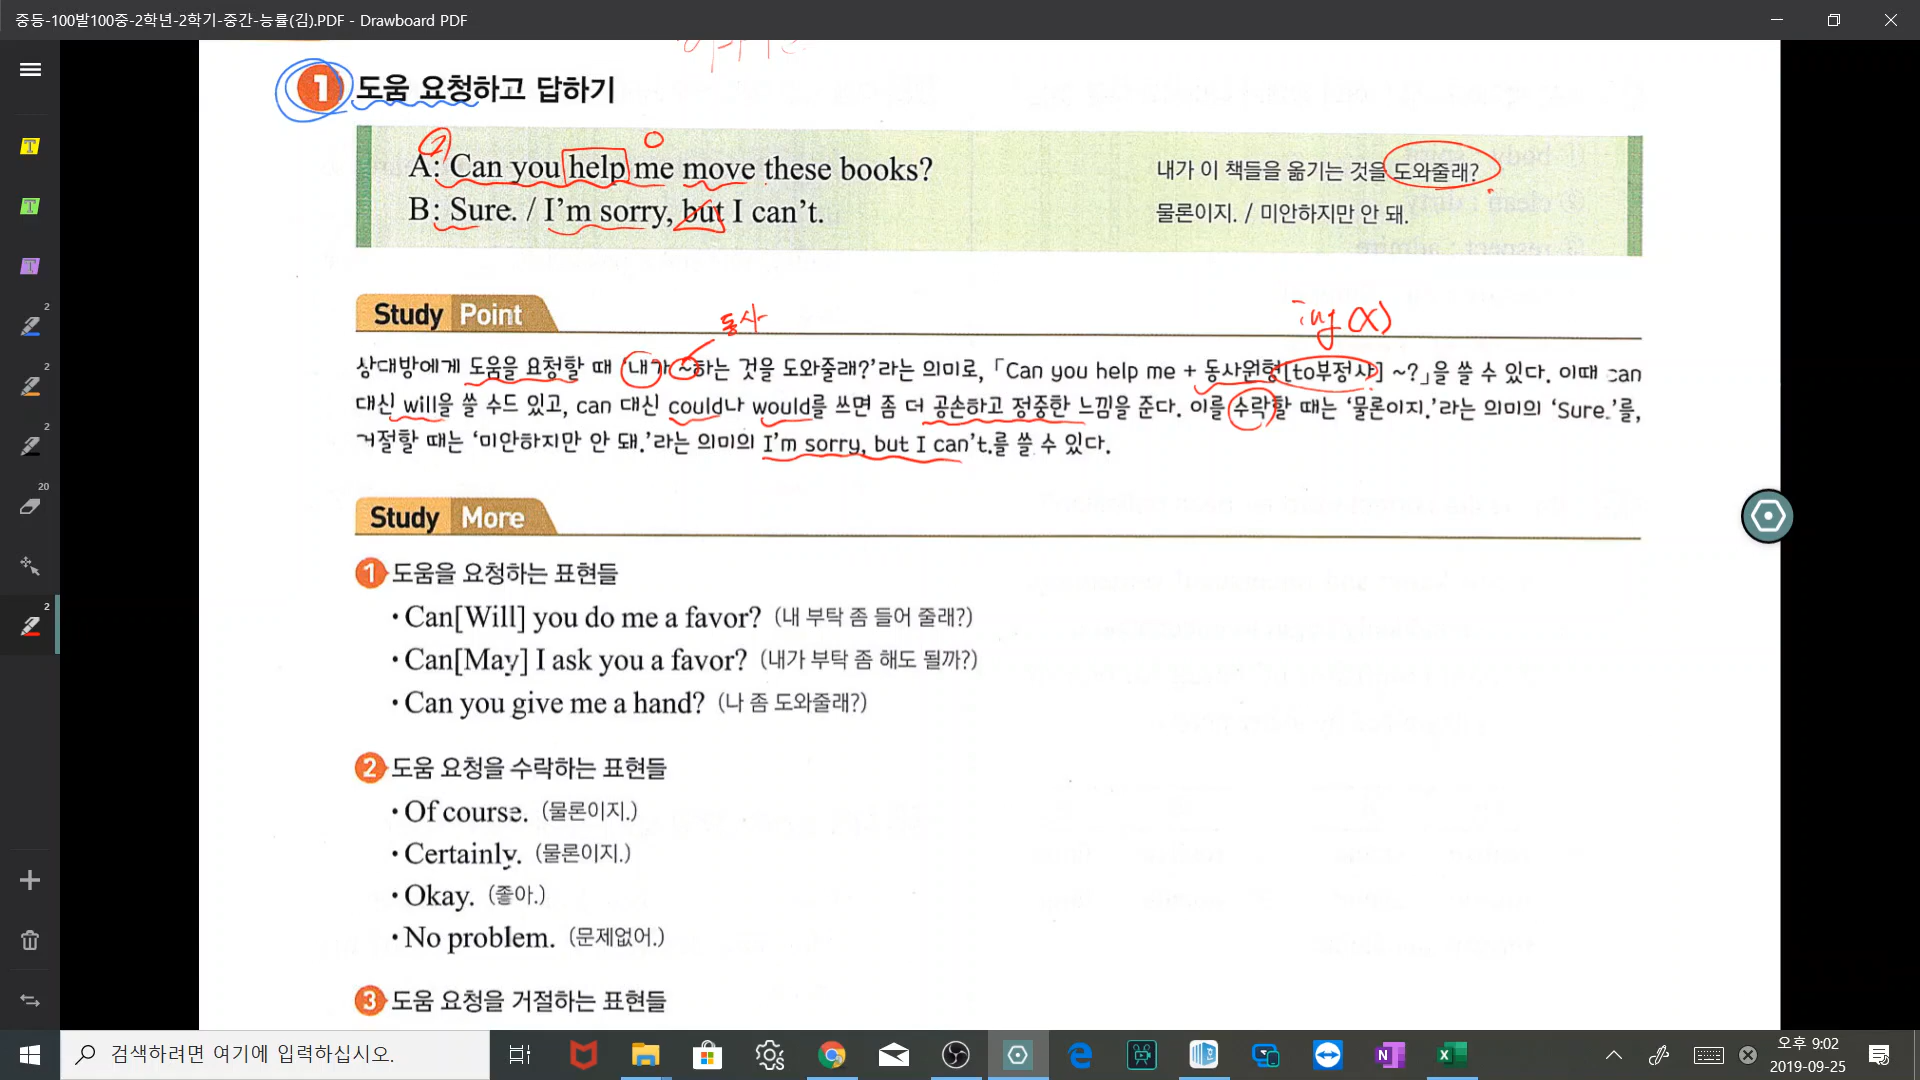 중등-100발100중-2학년-2학기-중간-능률(김).PDF - Drawboard PDF
1 도움 요청하고 답하기
A: Can you help me move these books?
내가 이 책들을 옮기는 것을 도와줄래?
B: Sure. / I'm sorry, but I can't.
물론이지. / 미안하지만 안 돼.
Study Point
동사
ing (X)
상대방에게 도움을 요청할 때 '내가 ~하는 것을 도와줄래?'라는 의미로, 「Can you help me + 동사원형[to부정사] ~?」을 쓸 수 있다. 이때 can
대신 will을 쓸 수도 있고, can 대신 could나 would를 쓰면 좀 더 공손하고 정중한 느낌을 준다. 이를 수락할 때는 '물론이지.'라는 의미의 'Sure.'를,
거절할 때는 '미안하지만 안 돼.'라는 의미의 I'm sorry, but I can't.를 쓸 수 있다.
Study More
1 도움을 요청하는 표현들
• Can[Will] you do me a favor? (내 부탁 좀 들어 줄래?)
• Can[May] I ask you a favor? (내가 부탁 좀 해도 될까?)
• Can you give me a hand? (나 좀 도와줄래?)
2 도움 요청을 수락하는 표현들
• Of course. (물론이지.)
• Certainly. (물론이지.)
• Okay. (좋아.)
• No problem. (문제없어.)
3 도움 요청을 거절하는 표현들
2
2
2
20
2
검색하려면 여기에 입력하십시오.
오후 9:02
2019-09-25